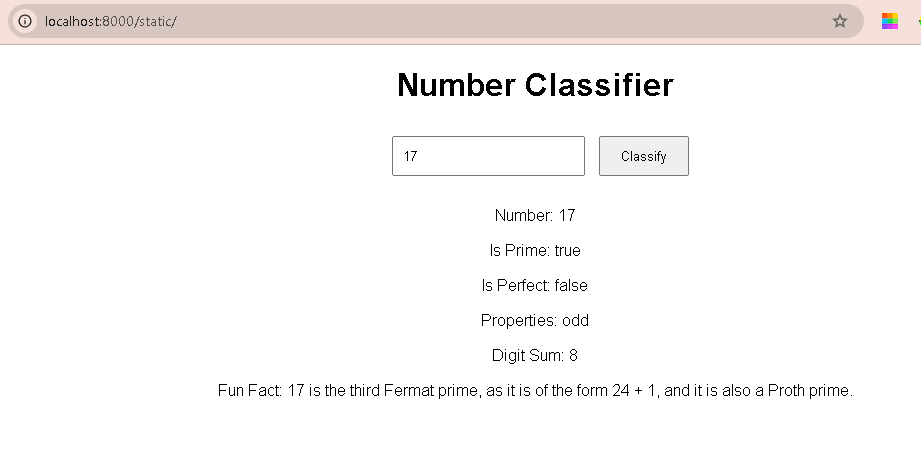 localhost:8000/static/
Number Classifier
17
Classify
Number: 17
Is Prime: true
Is Perfect: false
Properties: odd
Digit Sum: 8
Fun Fact: 17 is the third Fermat prime, as it is of the form 24 + 1, and it is also a Proth prime.